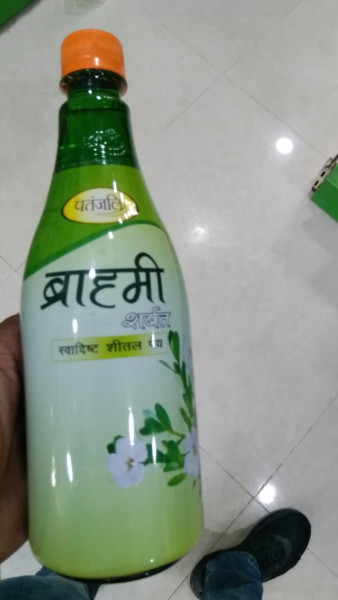 पतंजलि
ब्राह्मी
शर्बत
स्वादिष्ट शीतल पेय